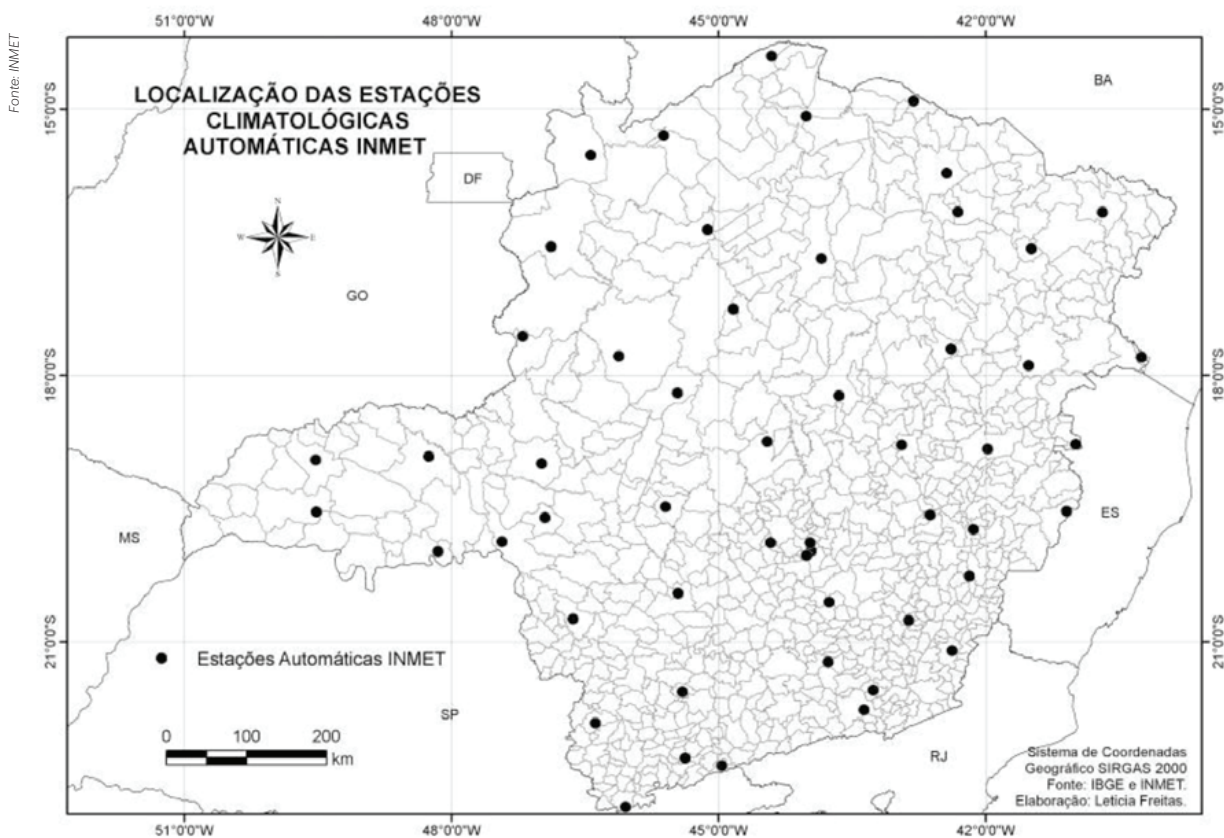 Fonte: INMET
51°0'0"W 48°0'0"W 45°0'0"W 42°0'0"W
LOCALIZAÇÃO DAS ESTAÇÕES
CLIMATOLÓGICAS
AUTOMÁTICAS INMET
15°0'0"S
15°0'0"S
BA
DF
N
W E
S
GO
18°0'0"S
18°0'0"S
MS
ES
21°0'0"S
21°0'0"S
Estações Automáticas INMET
SP
RJ
0 100 200
km
Sistema de Coordenadas
Geográfico SIRGAS 2000
Fonte: IBGE e INMET.
Elaboração: Leticia Freitas.
51°0'0"W 48°0'0"W 45°0'0"W 42°0'0"W